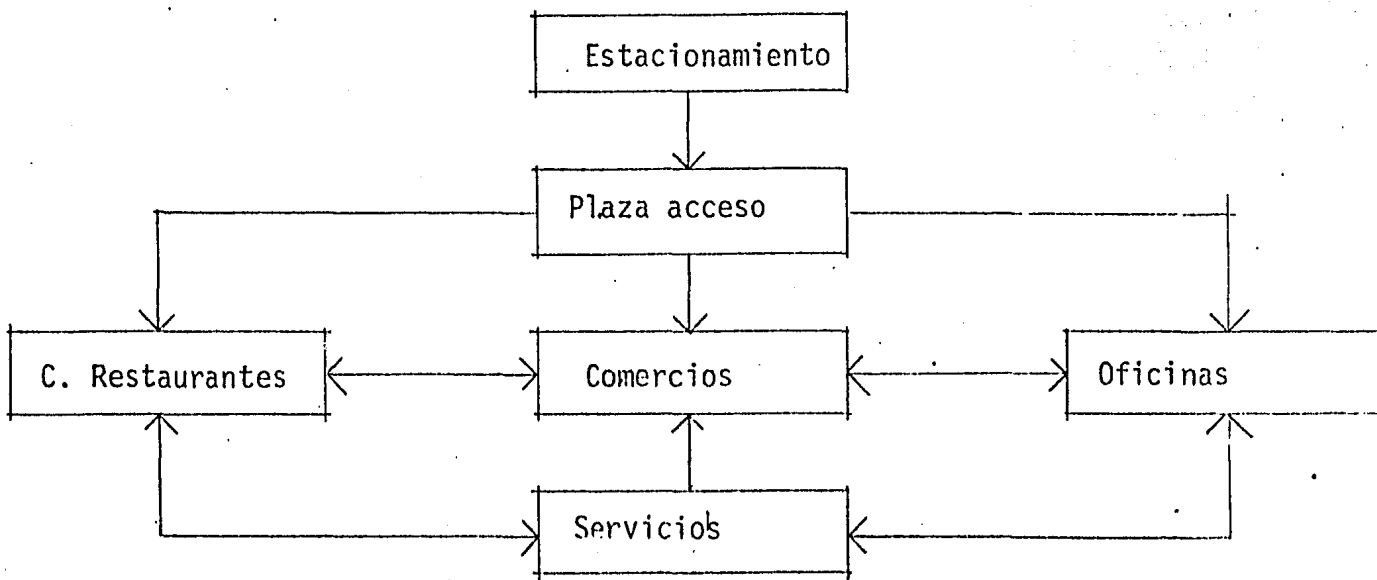 Estacionamiento
Plaza acceso
C. Restaurantes
Comercios
Oficinas
Servicios